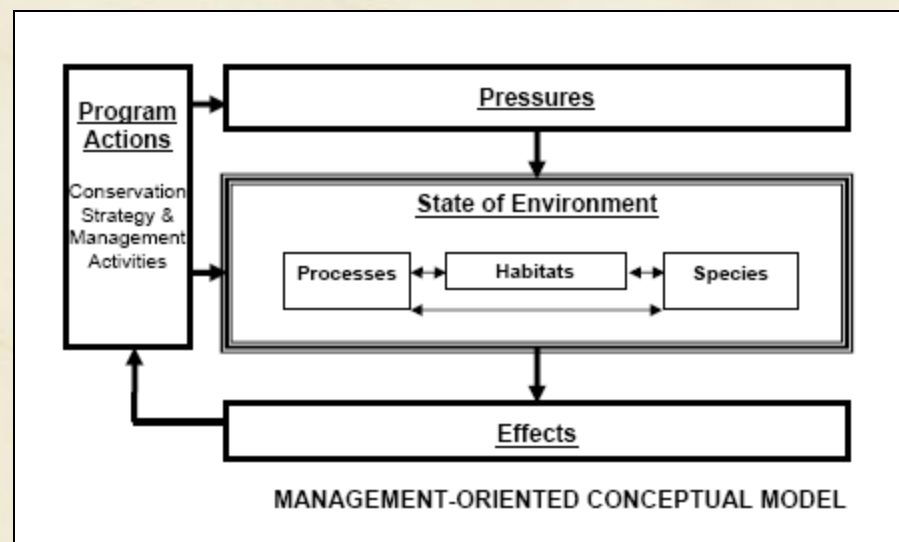 Program
Actions
Conservation
Strategy &
Management
Activities
Pressures
State of Environment
Processes
Habitats
Species
Effects
MANAGEMENT-ORIENTED CONCEPTUAL MODEL